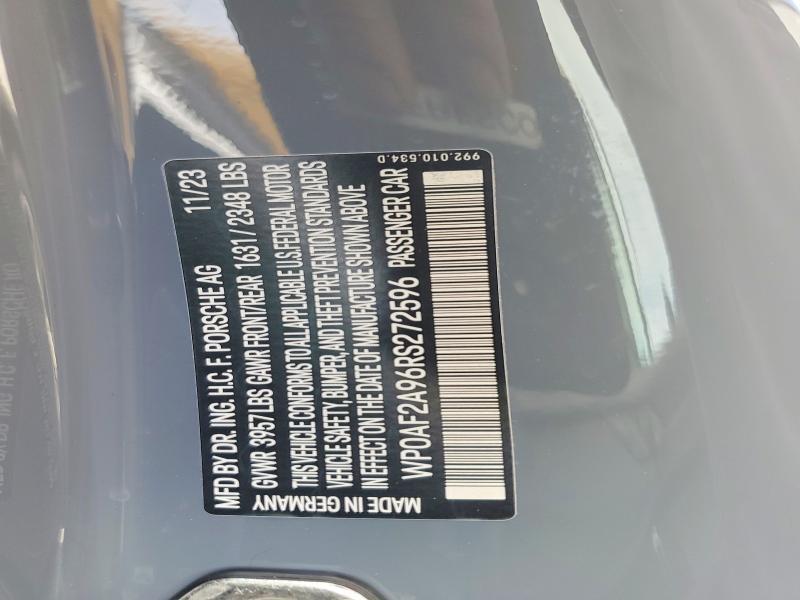 MFD BY DR. ING. H.C. F. PORSCHE AG 11/23
GVWR 3957 LBS GAWR FRONT/REAR 1631 / 2348 LBS
THIS VEHICLE CONFORMS TO ALL APPLICABLE U.S. FEDERAL MOTOR
VEHICLE SAFETY, BUMPER, AND THEFT PREVENTION STANDARDS
IN EFFECT ON THE DATE OF MANUFACTURE SHOWN ABOVE
WP0AF2A96RS272596 PASSENGER CAR
MADE IN GERMANY
992.010.534.D